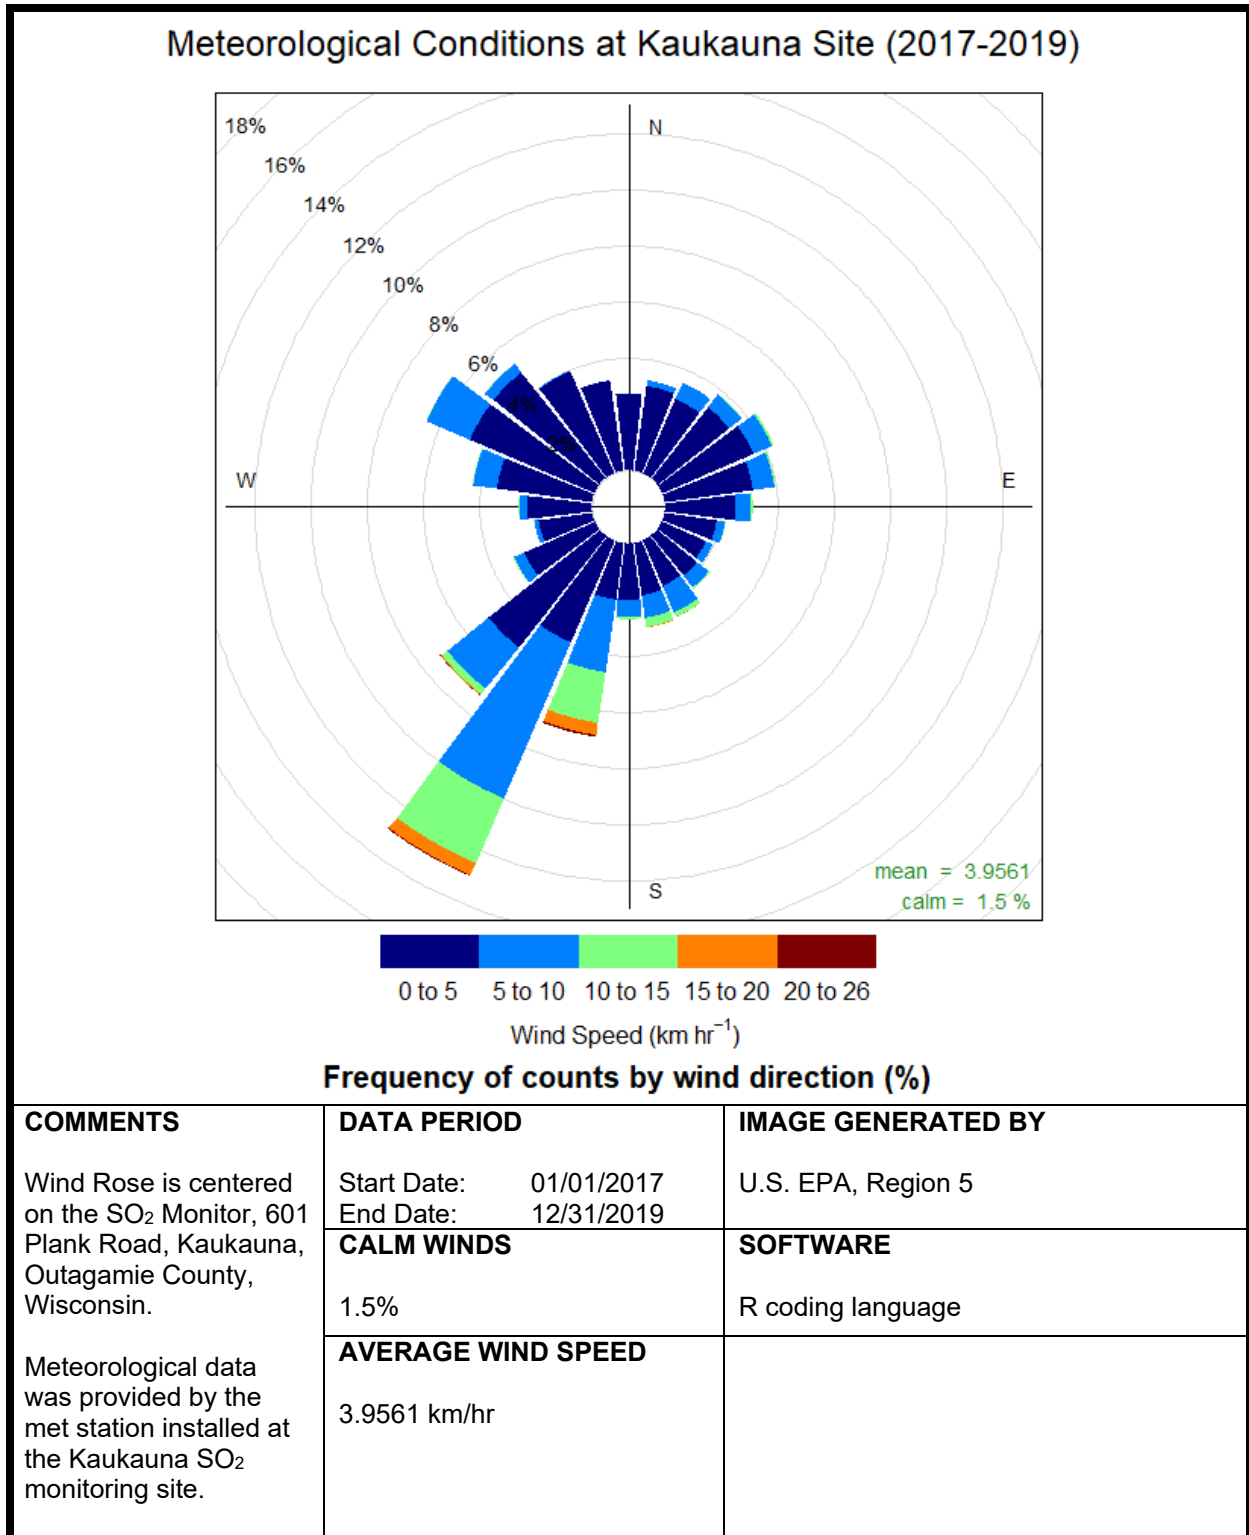 Meteorological Conditions at Kaukauna Site (2017-2019)
18%
16%
14%
12%
10%
8%
6%
4%
2%
N
W
E
S
mean = 3.9561
calm = 1.5 %
0 to 5 5 to 10 10 to 15 15 to 20 20 to 26
Wind Speed (km hr⁻¹)
Frequency of counts by wind direction (%)
COMMENTS
Wind Rose is centered
on the SO₂ Monitor, 601
Plank Road, Kaukauna,
Outagamie County,
Wisconsin.
Meteorological data
was provided by the
met station installed at
the Kaukauna SO₂
monitoring site.
DATA PERIOD
Start Date: 01/01/2017
End Date: 12/31/2019
IMAGE GENERATED BY
U.S. EPA, Region 5
CALM WINDS
1.5%
SOFTWARE
R coding language
AVERAGE WIND SPEED
3.9561 km/hr